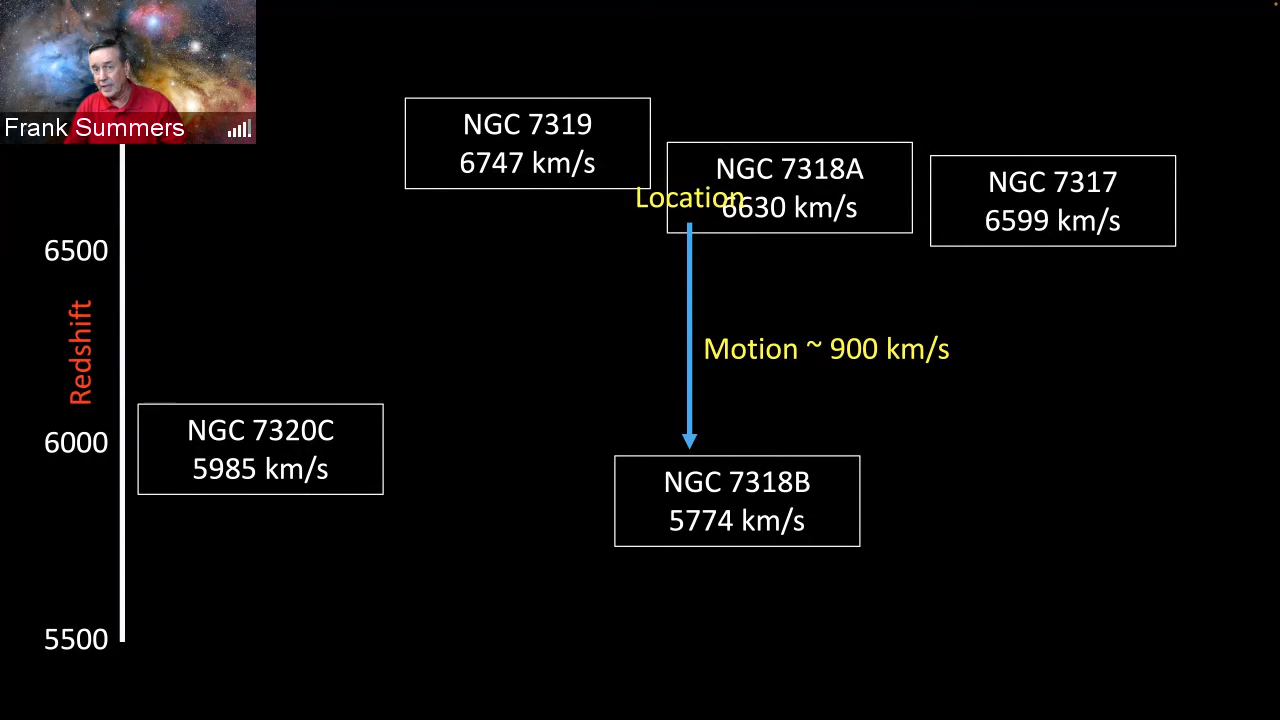 Frank Summers
NGC 7319
6747 km/s
NGC 7318A
6630 km/s
Location
NGC 7317
6599 km/s
6500
Redshift
Motion ~ 900 km/s
6000
NGC 7320C
5985 km/s
NGC 7318B
5774 km/s
5500